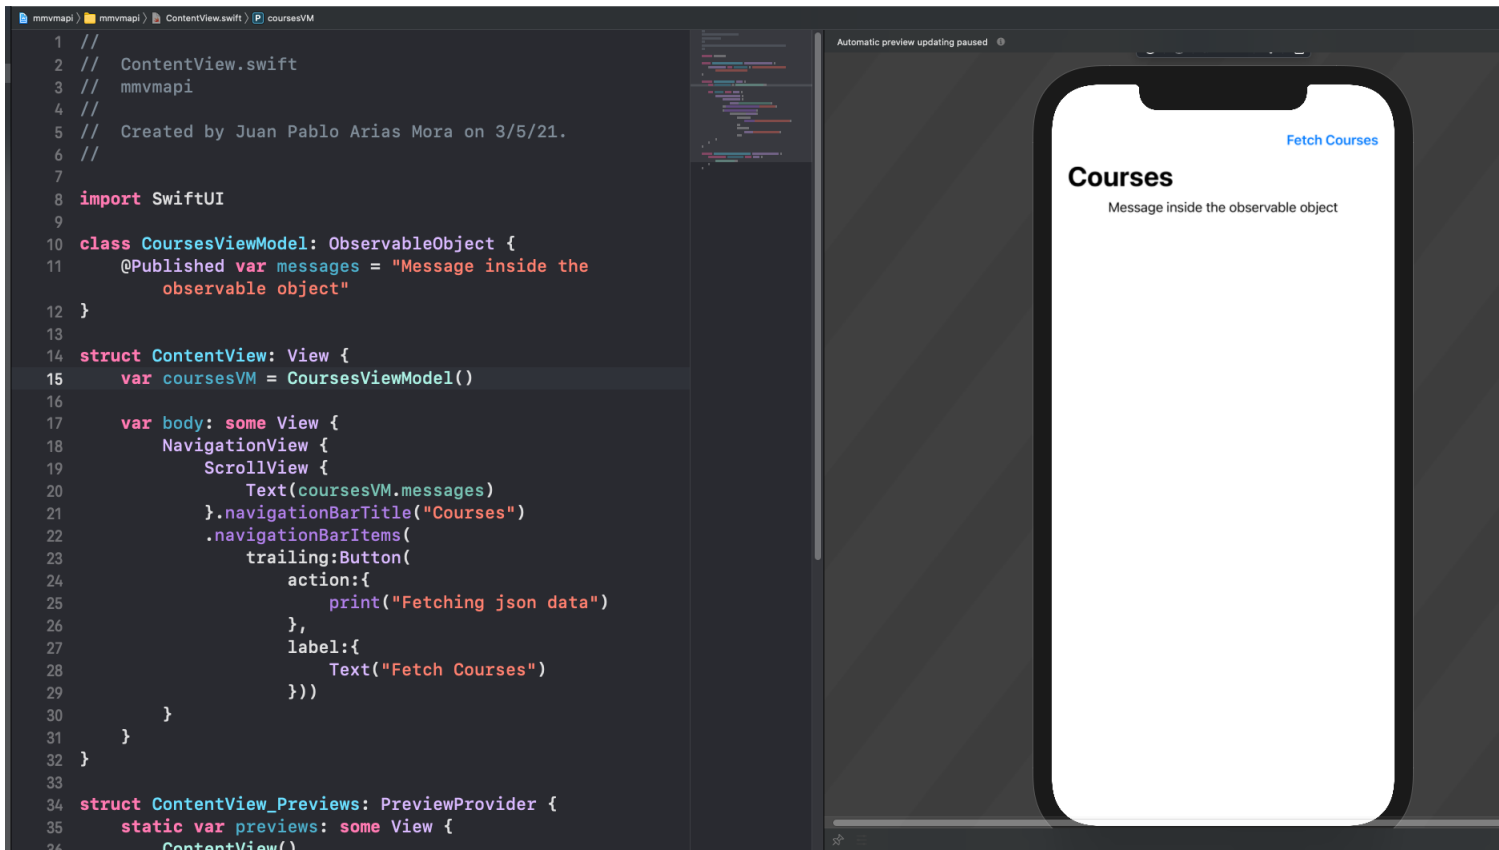 mmvmapi 〉 mmvmapi 〉 ContentView.swift 〉 P coursesVM
1 //
2 //  ContentView.swift
3 //  mmvmapi
4 //
5 //  Created by Juan Pablo Arias Mora on 3/5/21.
6 //
7
8 import SwiftUI
9
10 class CoursesViewModel: ObservableObject {
11     @Published var messages = "Message inside the
        observable object"
12 }
13
14 struct ContentView: View {
15     var coursesVM = CoursesViewModel()
16
17     var body: some View {
18         NavigationView {
19             ScrollView {
20                 Text(coursesVM.messages)
21             }.navigationBarTitle("Courses")
22             .navigationBarItems(
23                 trailing:Button(
24                     action:{
25                         print("Fetching json data")
26                     },
27                     label:{
28                         Text("Fetch Courses")
29                     }))
30         }
31     }
32 }
33
34 struct ContentView_Previews: PreviewProvider {
35     static var previews: some View {
36         ContentView()
Automatic preview updating paused
Fetch Courses
Courses
Message inside the observable object